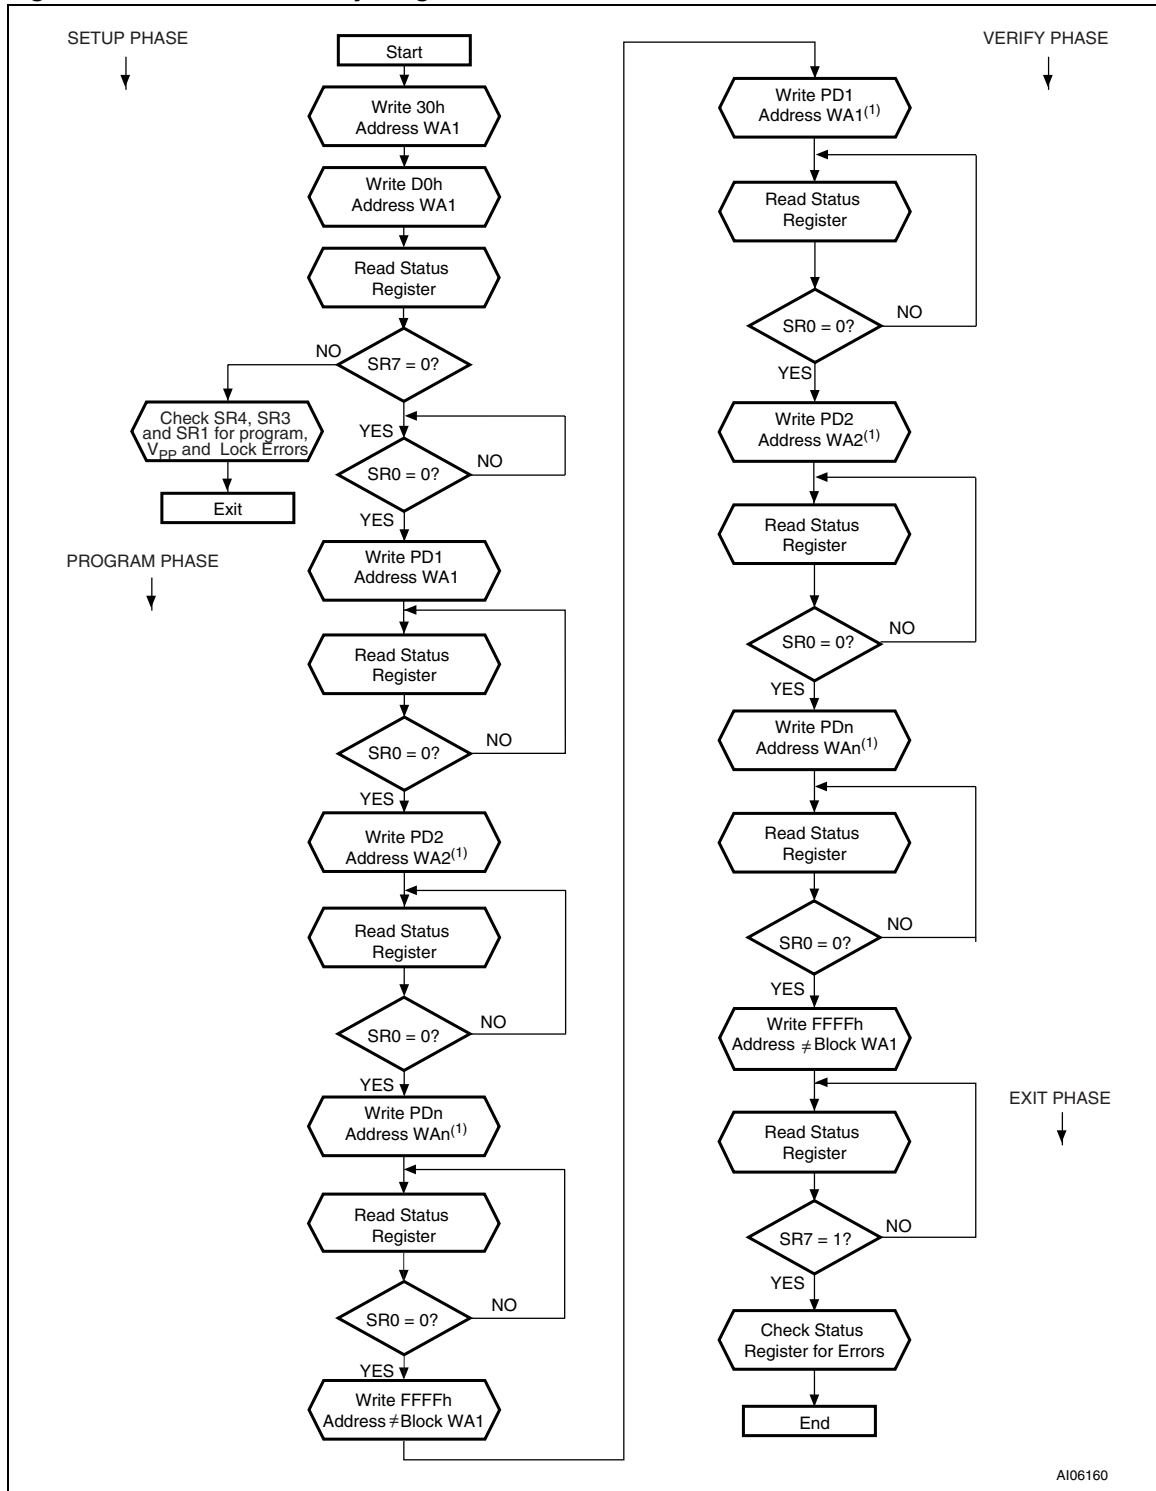 SETUP PHASE
Start
Write 30h
Address WA1
Write D0h
Address WA1
Read Status
Register
SR7 = 0?
NO
Check SR4, SR3
and SR1 for program,
VPP and Lock Errors
Exit
YES
SR0 = 0?
NO
YES
PROGRAM PHASE
Write PD1
Address WA1
Read Status
Register
SR0 = 0?
NO
YES
Write PD2
Address WA2(1)
Read Status
Register
SR0 = 0?
NO
YES
Write PDn
Address WAn(1)
Read Status
Register
SR0 = 0?
NO
YES
Write FFFFh
Address ≠Block WA1
VERIFY PHASE
Write PD1
Address WA1(1)
Read Status
Register
SR0 = 0?
NO
YES
Write PD2
Address WA2(1)
Read Status
Register
SR0 = 0?
NO
YES
Write PDn
Address WAn(1)
Read Status
Register
SR0 = 0?
NO
YES
Write FFFFh
Address ≠Block WA1
EXIT PHASE
Read Status
Register
SR7 = 1?
NO
YES
Check Status
Register for Errors
End
AI06160